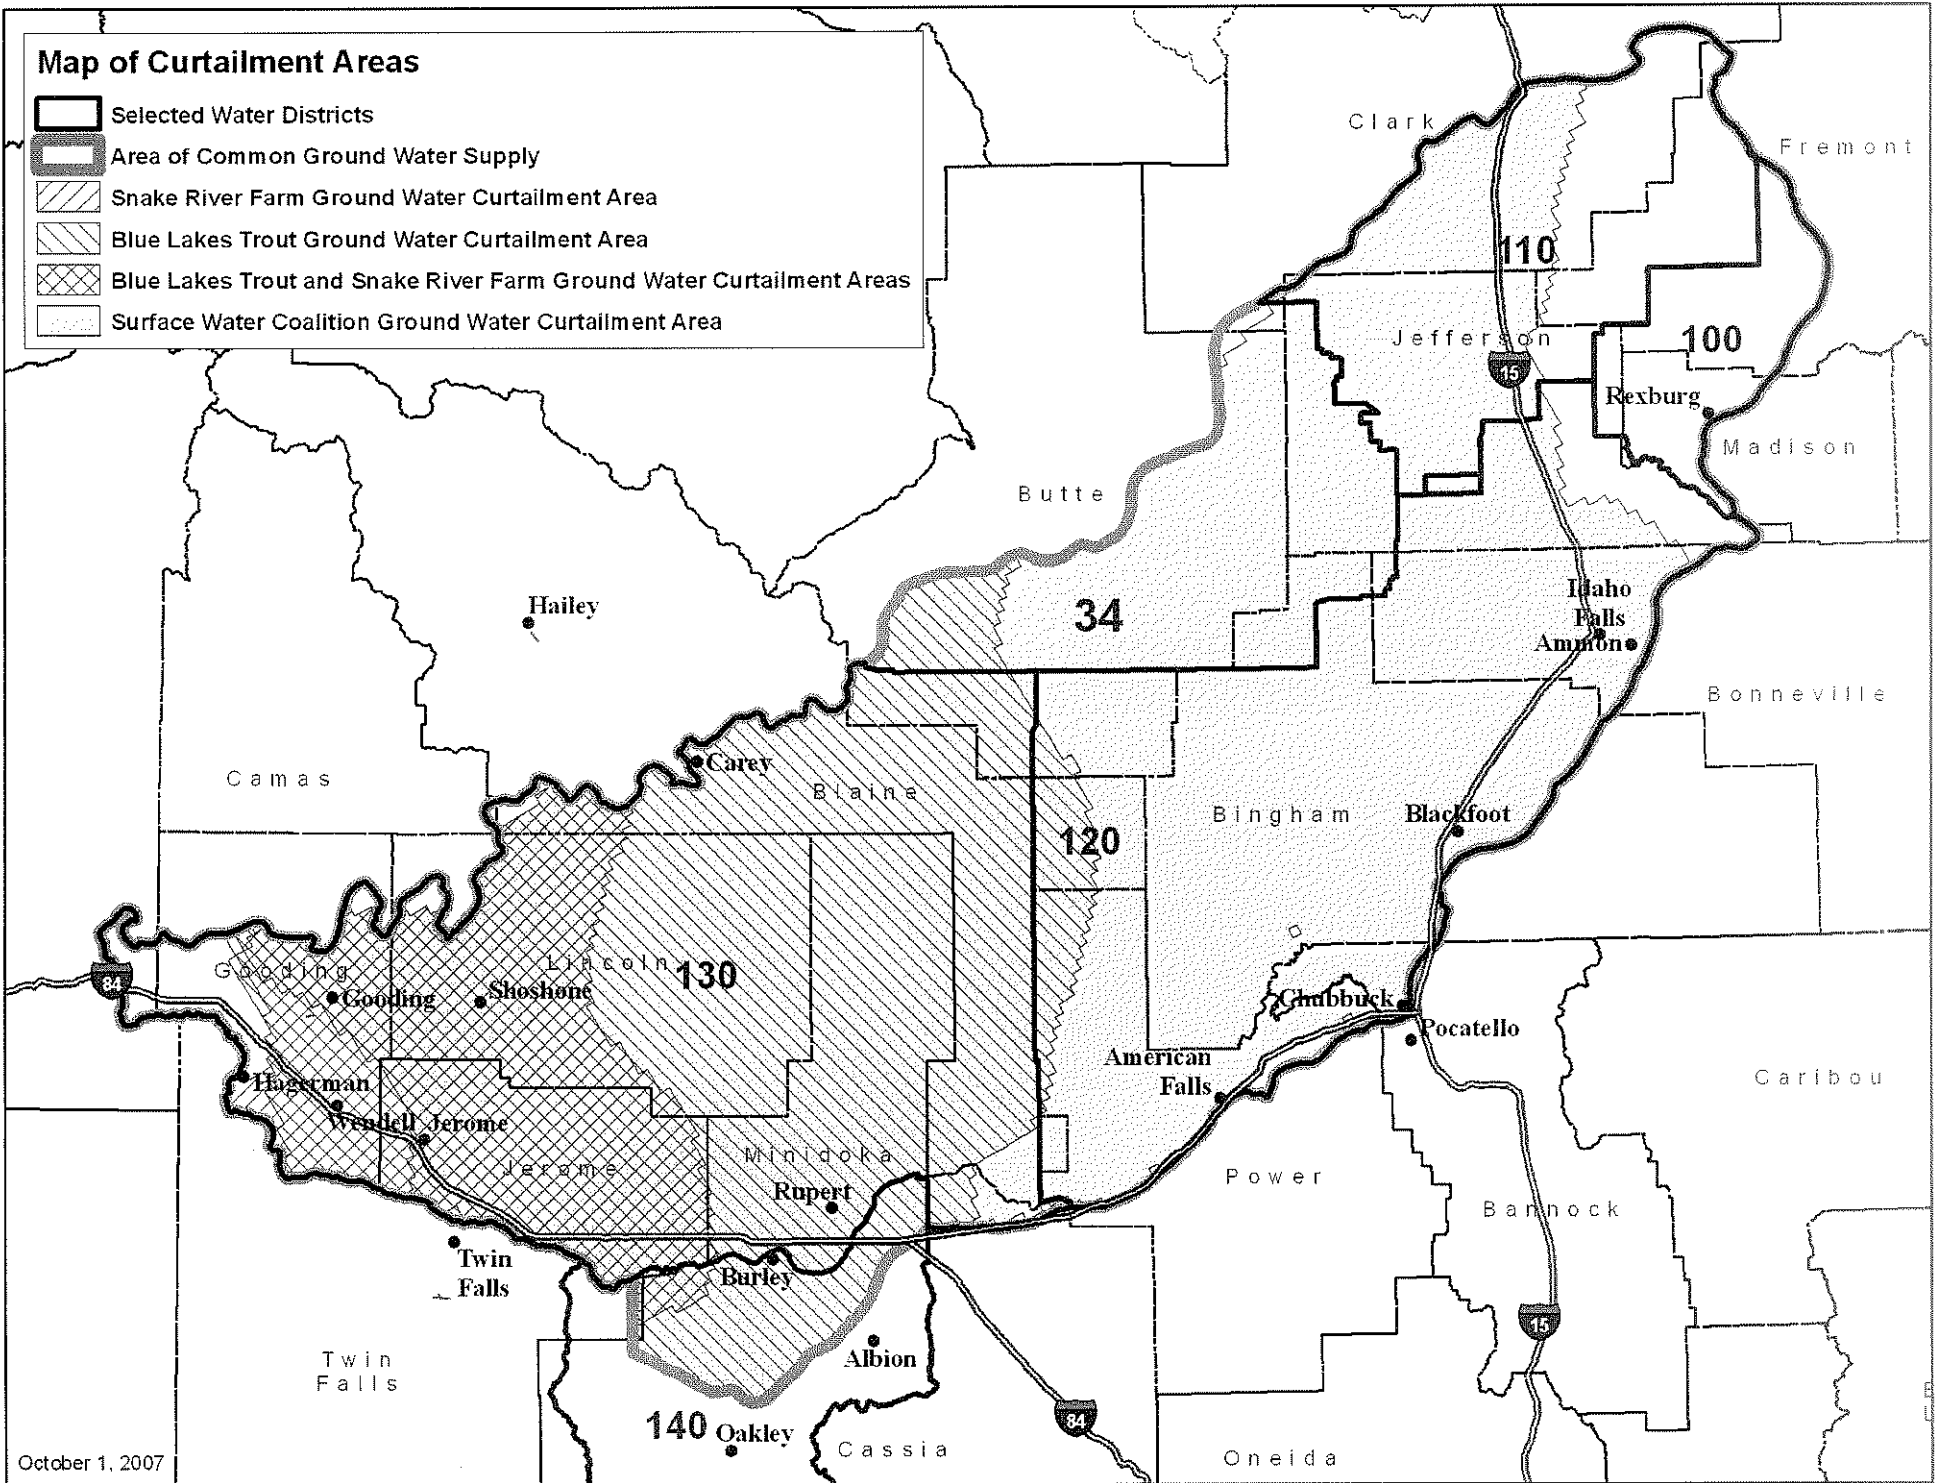 Map of Curtailment Areas
Selected Water Districts
Area of Common Ground Water Supply
Snake River Farm Ground Water Curtailment Area
Blue Lakes Trout Ground Water Curtailment Area
Blue Lakes Trout and Snake River Farm Ground Water Curtailment Areas
Surface Water Coalition Ground Water Curtailment Area
Clark
Fremont
110
Jefferson
100
15
Rexburg
Madison
Butte
Idaho
Falls
Hailey
34
Ammon
Bonneville
Carey
Camas
Blaine
Bingham
Blackfoot
120
Lincoln
130
Gooding
84
Gooding
Shoshone
Chubbuck
Pocatello
American
Falls
Caribou
Hagerman
Wendell
Jerome
Jerome
Minidoka
Rupert
Power
Bannock
Twin
Falls
Burley
15
Albion
Twin
Falls
84
140
Oakley
Cassia
Oneida
October 1, 2007